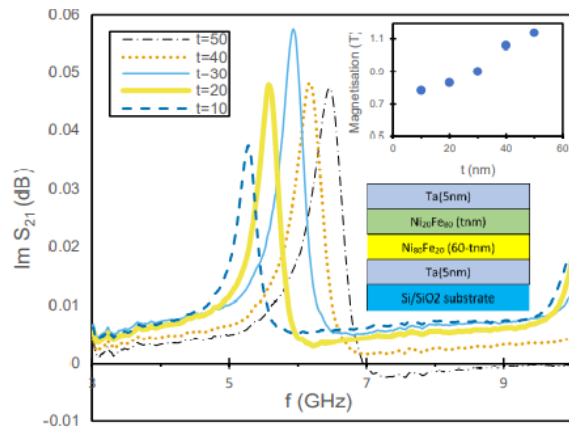 0.06
0.05
0.04
0.03
0.02
0.01
0
-0.01
Im S21 (dB)
3
5
7
9
f (GHz)
t=50
t=40
t-30
t=20
t=10
Magnetisation (T)
1.1
0.9
0.7
0.5
0
20
40
60
t (nm)
Ta(5nm)
Ni20Fe80 (tnm)
Ni80Fe20 (60-tnm)
Ta(5nm)
Si/SiO2 substrate